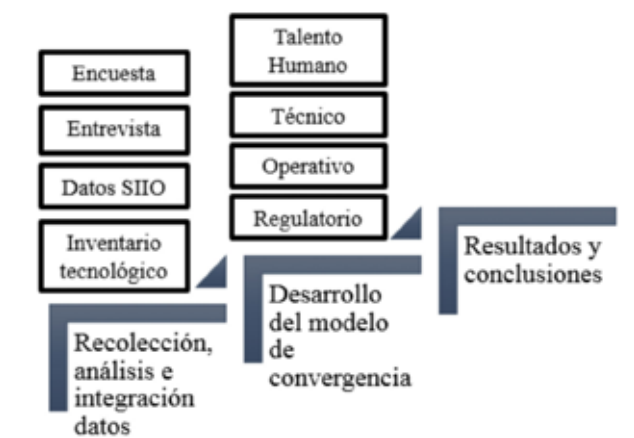 Encuesta
Entrevista
Datos SIIO
Inventario
tecnológico
Recolección,
análisis e
integración
datos
Talento
Humano
Técnico
Operativo
Regulatorio
Desarrollo
del modelo
de
convergencia
Resultados y
conclusiones